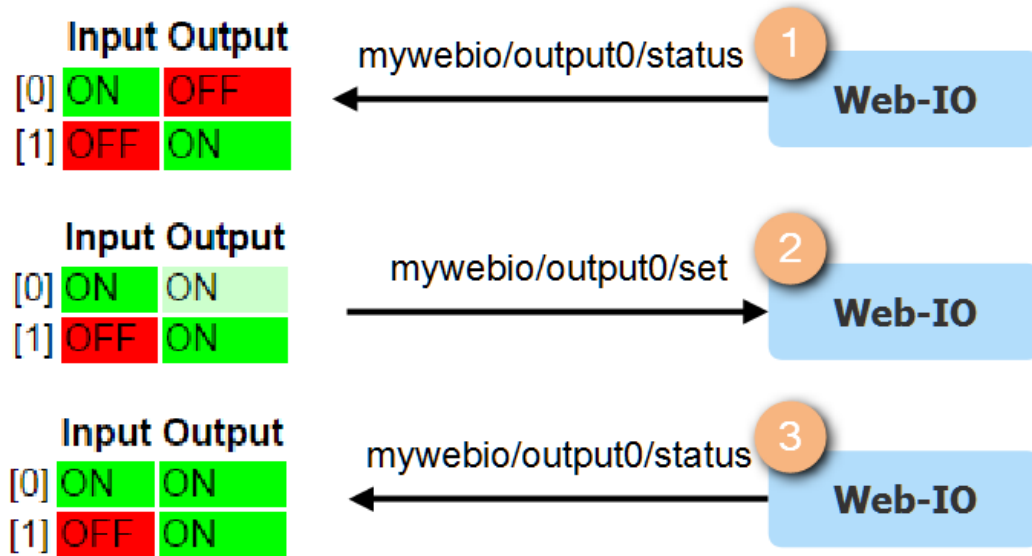 Input Output
[0] ON OFF
[1] OFF ON
mywebio/output0/status
1
Web-IO
Input Output
[0] ON ON
[1] OFF ON
mywebio/output0/set
2
Web-IO
Input Output
[0] ON ON
[1] OFF ON
mywebio/output0/status
3
Web-IO